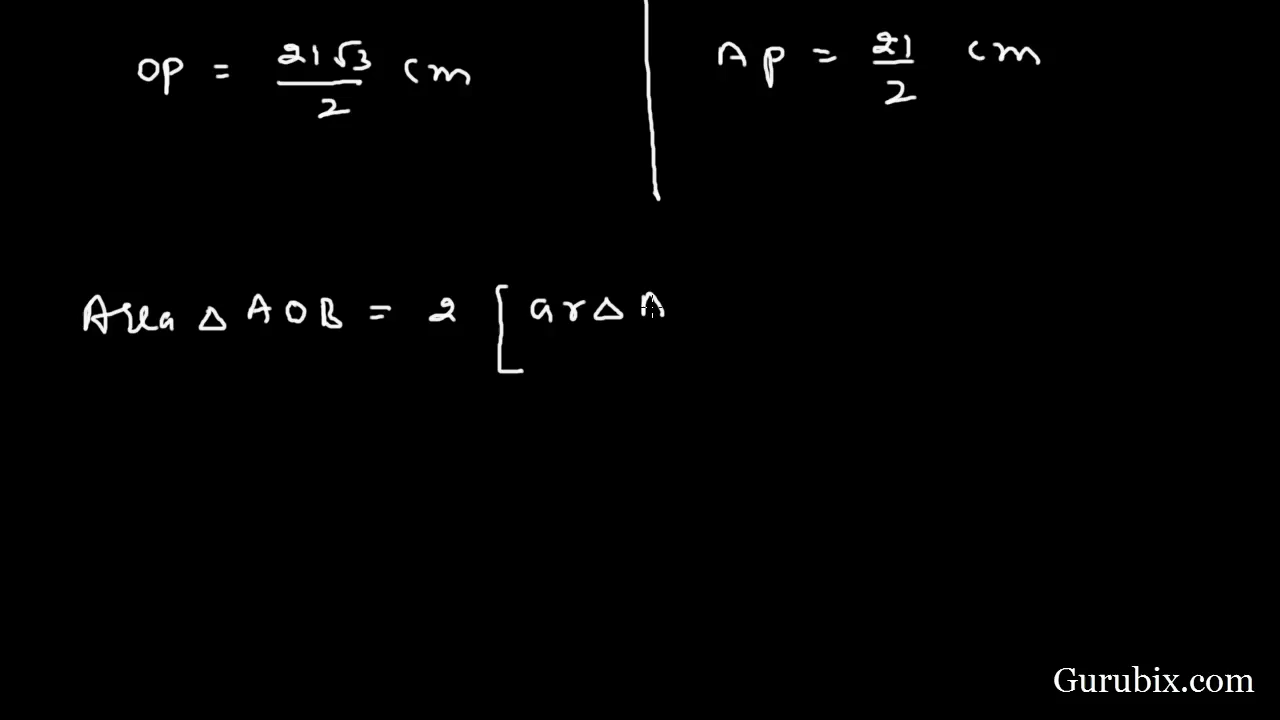 OP = 21√3/2 cm
AP = 21/2 cm
Area △ AOB = 2 [ ar △ A
Gurubix.com